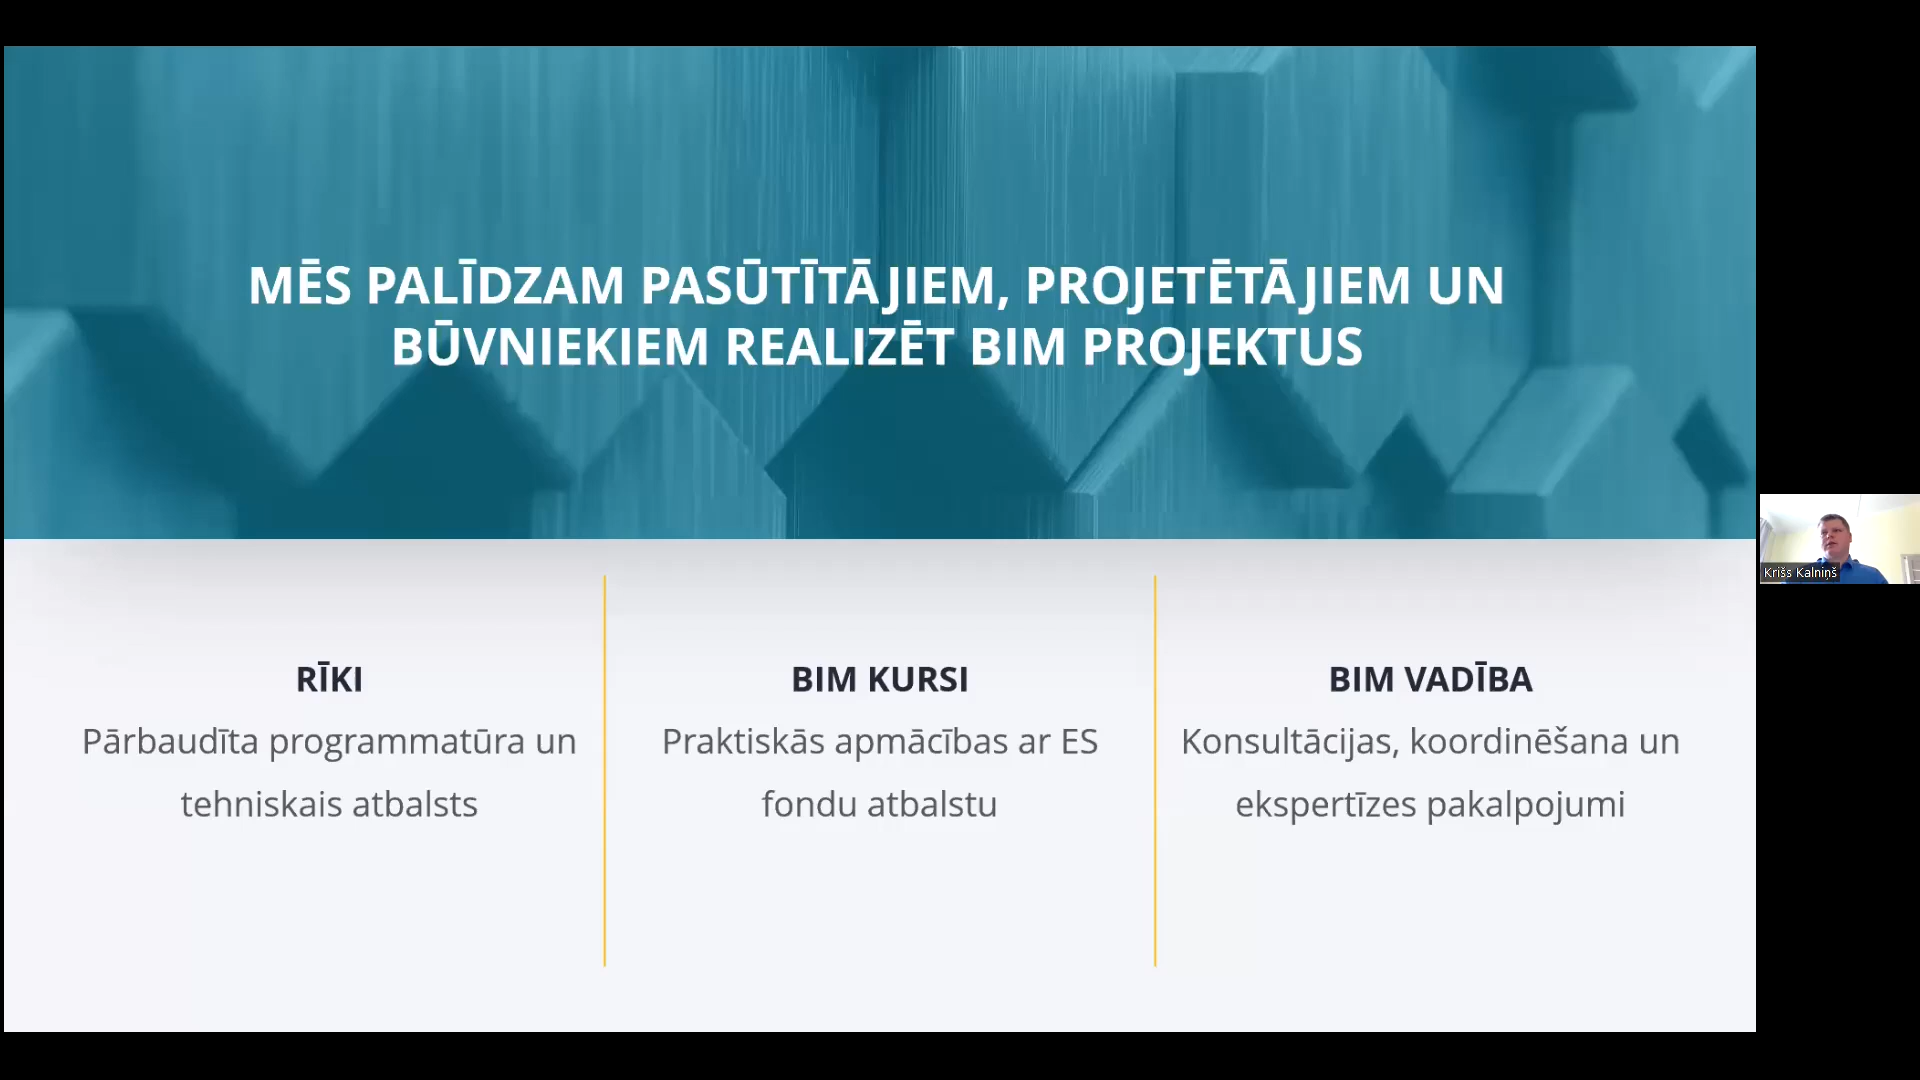 MĒS PALĪDZAM PASŪTĪTĀJIEM, PROJETĒTĀJIEM UN
BŪVNIEKIEM REALIZĒT BIM PROJEKTUS
RĪKI
Pārbaudīta programmatūra un
tehniskais atbalsts
BIM KURSI
Praktiskās apmācības ar ES
fondu atbalstu
BIM VADĪBA
Konsultācijas, koordinēšana un
ekspertīzes pakalpojumi
Krišs Kalniņš